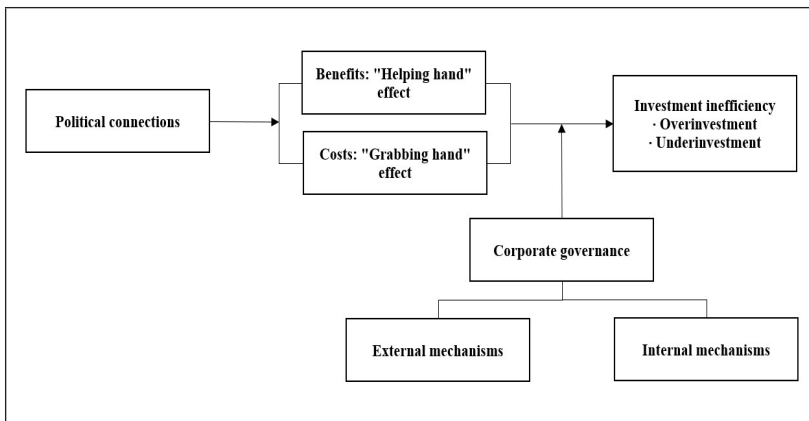 Political connections
Benefits: "Helping hand"
effect
Costs: "Grabbing hand"
effect
Investment inefficiency
· Overinvestment
· Underinvestment
Corporate governance
External mechanisms
Internal mechanisms